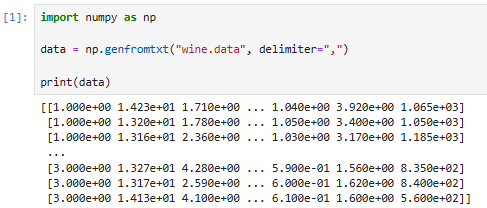 [1]: import numpy as np
data = np.genfromtxt("wine.data", delimiter=",")
print(data)
[[1.000e+00 1.423e+01 1.710e+00 ... 1.040e+00 3.920e+00 1.065e+03]
[1.000e+00 1.320e+01 1.780e+00 ... 1.050e+00 3.400e+00 1.050e+03]
[1.000e+00 1.316e+01 2.360e+00 ... 1.030e+00 3.170e+00 1.185e+03]
...
[3.000e+00 1.327e+01 4.280e+00 ... 5.900e-01 1.560e+00 8.350e+02]
[3.000e+00 1.317e+01 2.590e+00 ... 6.000e-01 1.620e+00 8.400e+02]
[3.000e+00 1.413e+01 4.100e+00 ... 6.100e-01 1.600e+00 5.600e+02]]